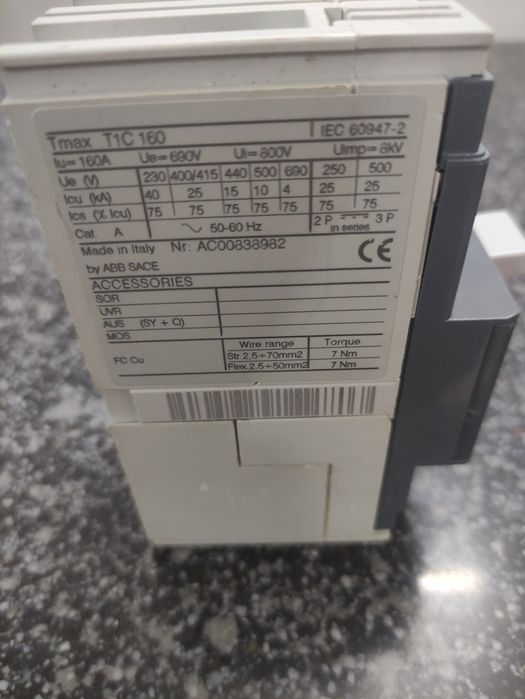 Tmax T1C 160 IEC 60947-2
Iu=160A Ue=690V Ui=800V Uimp=8kV
Ue (V) 230 400/415 440 500 690 250 500
Icu (kA) 40 25 15 10 4 25 25
Ics (% Icu) 75 75 75 75 75 75 75
Cat. A ~ 50-60 Hz 2 P ⎓ 3 P
in series
Made in Italy Nr: AC00838982 CE
by ABB SACE
ACCESSORIES
SOR
UVR
AUS (SY + Q)
MOS
Wire range Torque
FC Cu Str.2,5÷70mm2 7 Nm
Flex.2,5÷50mm2 7 Nm